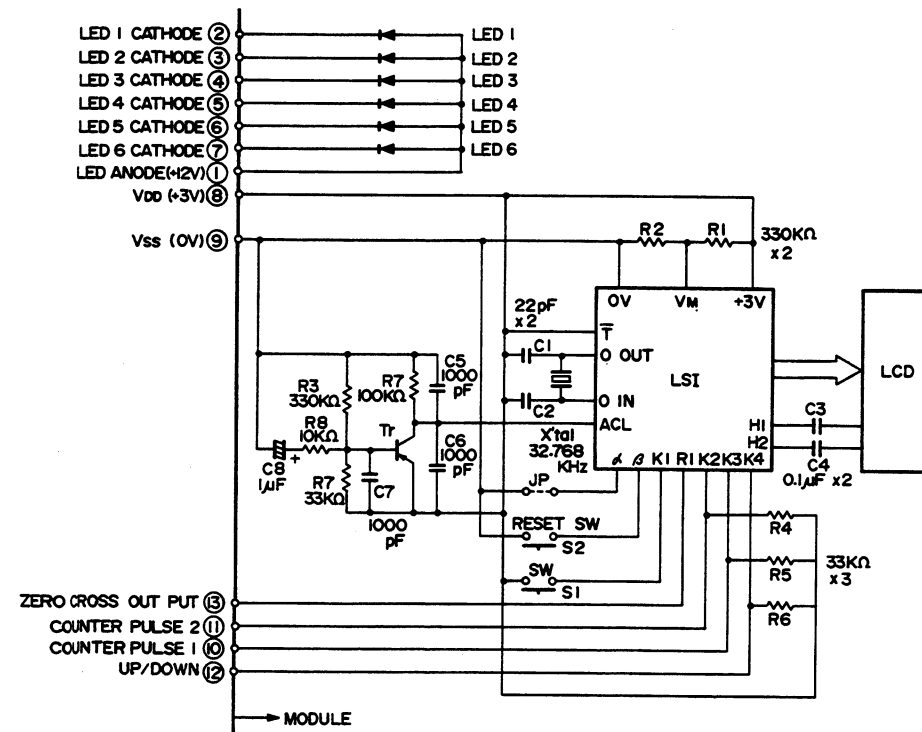 LED 1 CATHODE ②
LED 1
LED 2 CATHODE ③
LED 2
LED 3 CATHODE ④
LED 3
LED 4 CATHODE ⑤
LED 4
LED 5 CATHODE ⑥
LED 5
LED 6 CATHODE ⑦
LED 6
LED ANODE(+12V) ①
VDD (+3V) ⑧
VSS (0V) ⑨
R2
R1
330KΩ
x2
0V
VM
+3V
22pF
x2
T̅
C1
O OUT
LSI
LCD
C2
O IN
ACL
X'tal
32.768
KHz
H1
H2
C3
C4
0.1μF x2
α β K1 R1 K2 K3 K4
C5
1000
pF
R3
330KΩ
R7
100KΩ
R8
10KΩ
Tr
C6
1000
pF
+
C8
1μF
R7
33KΩ
C7
1000
pF
JP
RESET SW
S2
SW
S1
R4
R5
R6
33KΩ
x3
ZERO CROSS OUT PUT ⑬
COUNTER PULSE 2 ⑪
COUNTER PULSE 1 ⑩
UP/DOWN ⑫
MODULE